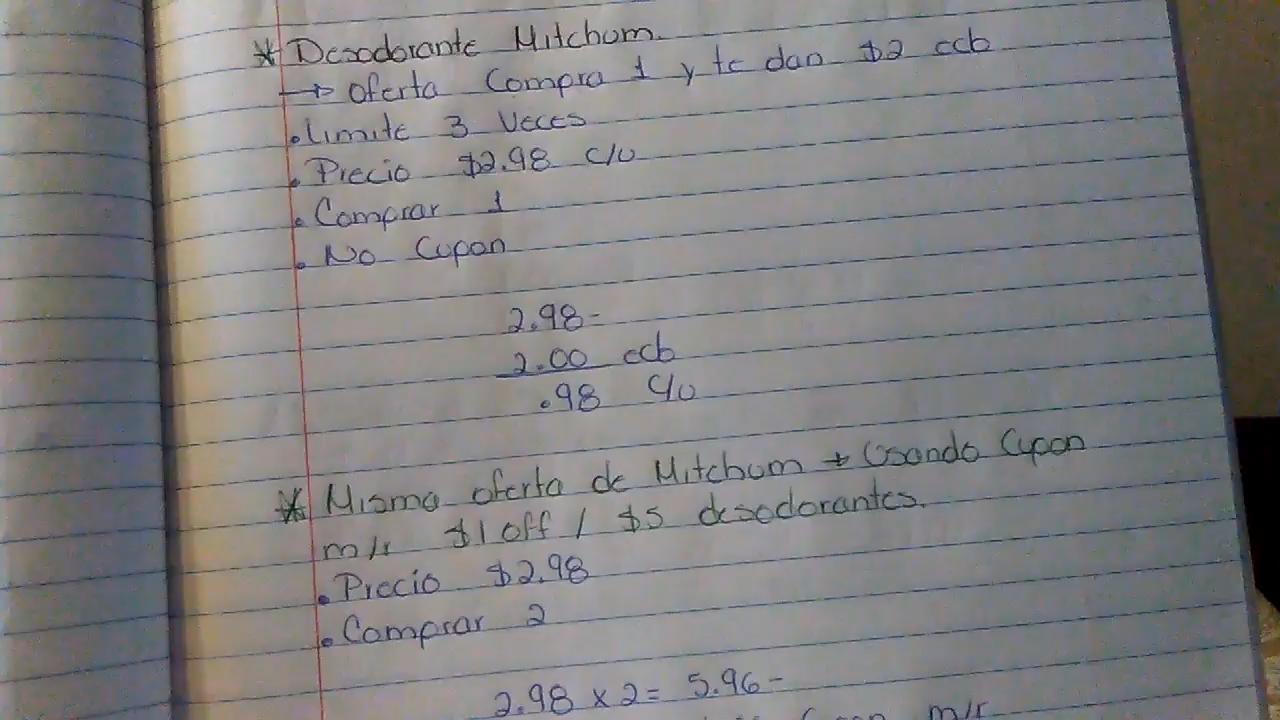 * Desodorante Mitchum.
→ Oferta Compra 1 y te dan $2 ecb
• Limite 3 Veces
• Precio $2.98 c/u
• Comprar 1
• No Cupon
2.98-
2.00 ecb
.98 c/u
* Misma oferta de Mitchum → Usando Cupon
m/r $1 off / $5 desodorantes.
• Precio $2.98
• Comprar 2
2.98 x 2 = 5.96-
m/r